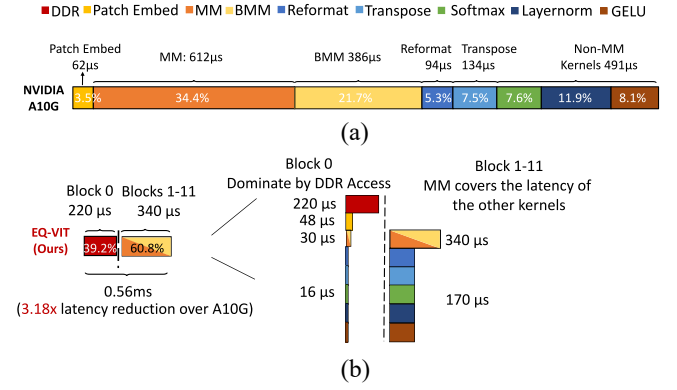 DDR Patch Embed MM BMM Reformat Transpose Softmax Layernorm GELU
Patch Embed
62µs
MM: 612µs
BMM 386µs
Reformat
94µs
Transpose
134µs
Non-MM
Kernels 491µs
NVIDIA
A10G
3.5% 34.4% 21.7% 5.3% 7.5% 7.6% 11.9% 8.1%
(a)
Block 0
220 µs
Blocks 1-11
340 µs
EQ-VIT
(Ours)
39.2% 60.8%
0.56ms
(3.18x latency reduction over A10G)
Block 0
Dominate by DDR Access
220 µs
48 µs
30 µs
16 µs
Block 1-11
MM covers the latency of
the other kernels
340 µs
170 µs
(b)